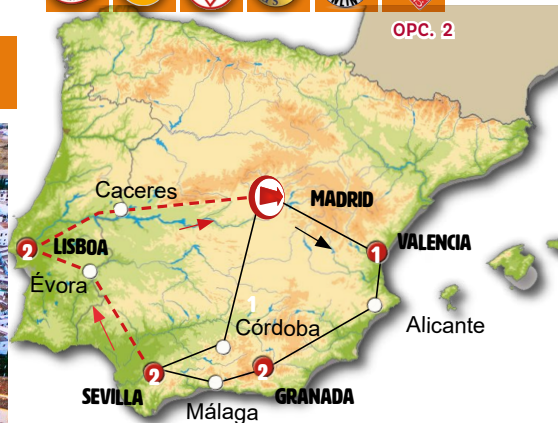 OPC. 2
Caceres
MADRID
2
LISBOA
VALENCIA
1
Évora
1
Córdoba
Alicante
2
2
SEVILLA
GRANADA
Málaga